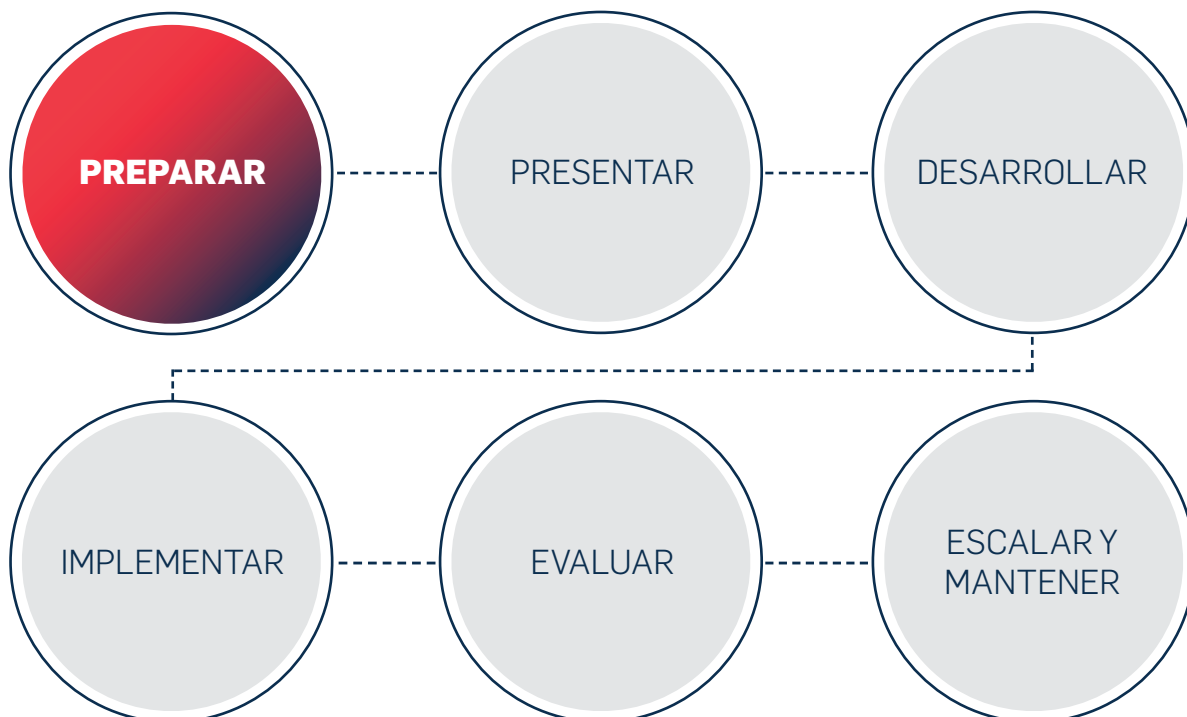 PREPARAR
PRESENTAR
DESARROLLAR
IMPLEMENTAR
EVALUAR
ESCALAR Y
MANTENER